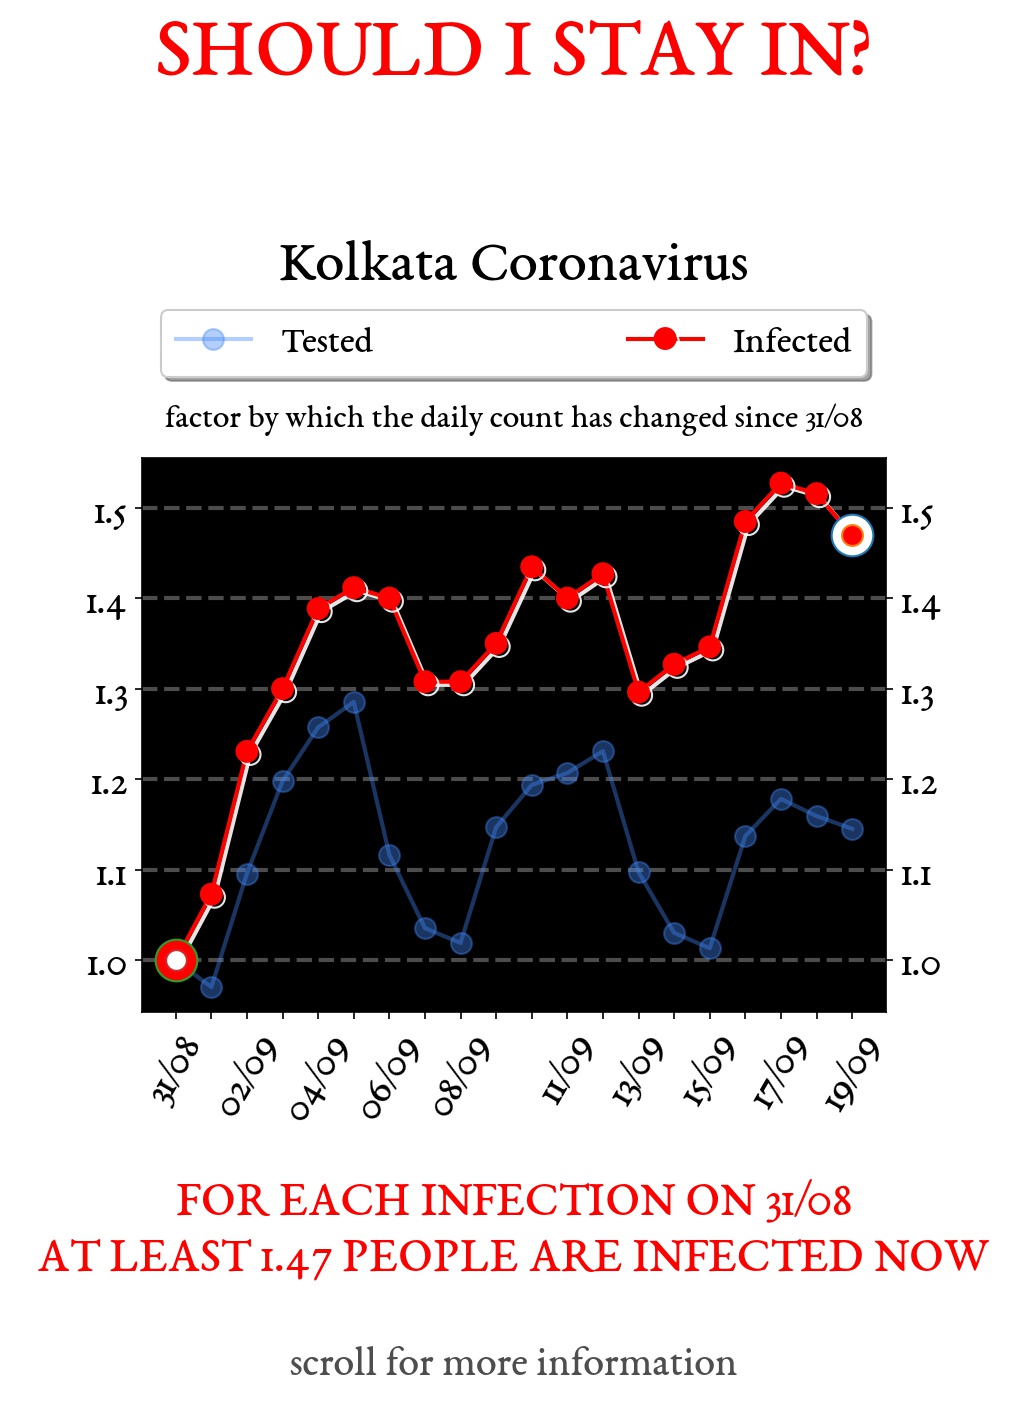 SHOULD I STAY IN?
Kolkata Coronavirus
Tested
Infected
factor by which the daily count has changed since 31/08
1.5
1.4
1.3
1.2
1.1
1.0
1.5
1.4
1.3
1.2
1.1
1.0
31/08
02/09
04/09
06/09
08/09
11/09
13/09
15/09
17/09
19/09
FOR EACH INFECTION ON 31/08
AT LEAST 1.47 PEOPLE ARE INFECTED NOW
scroll for more information